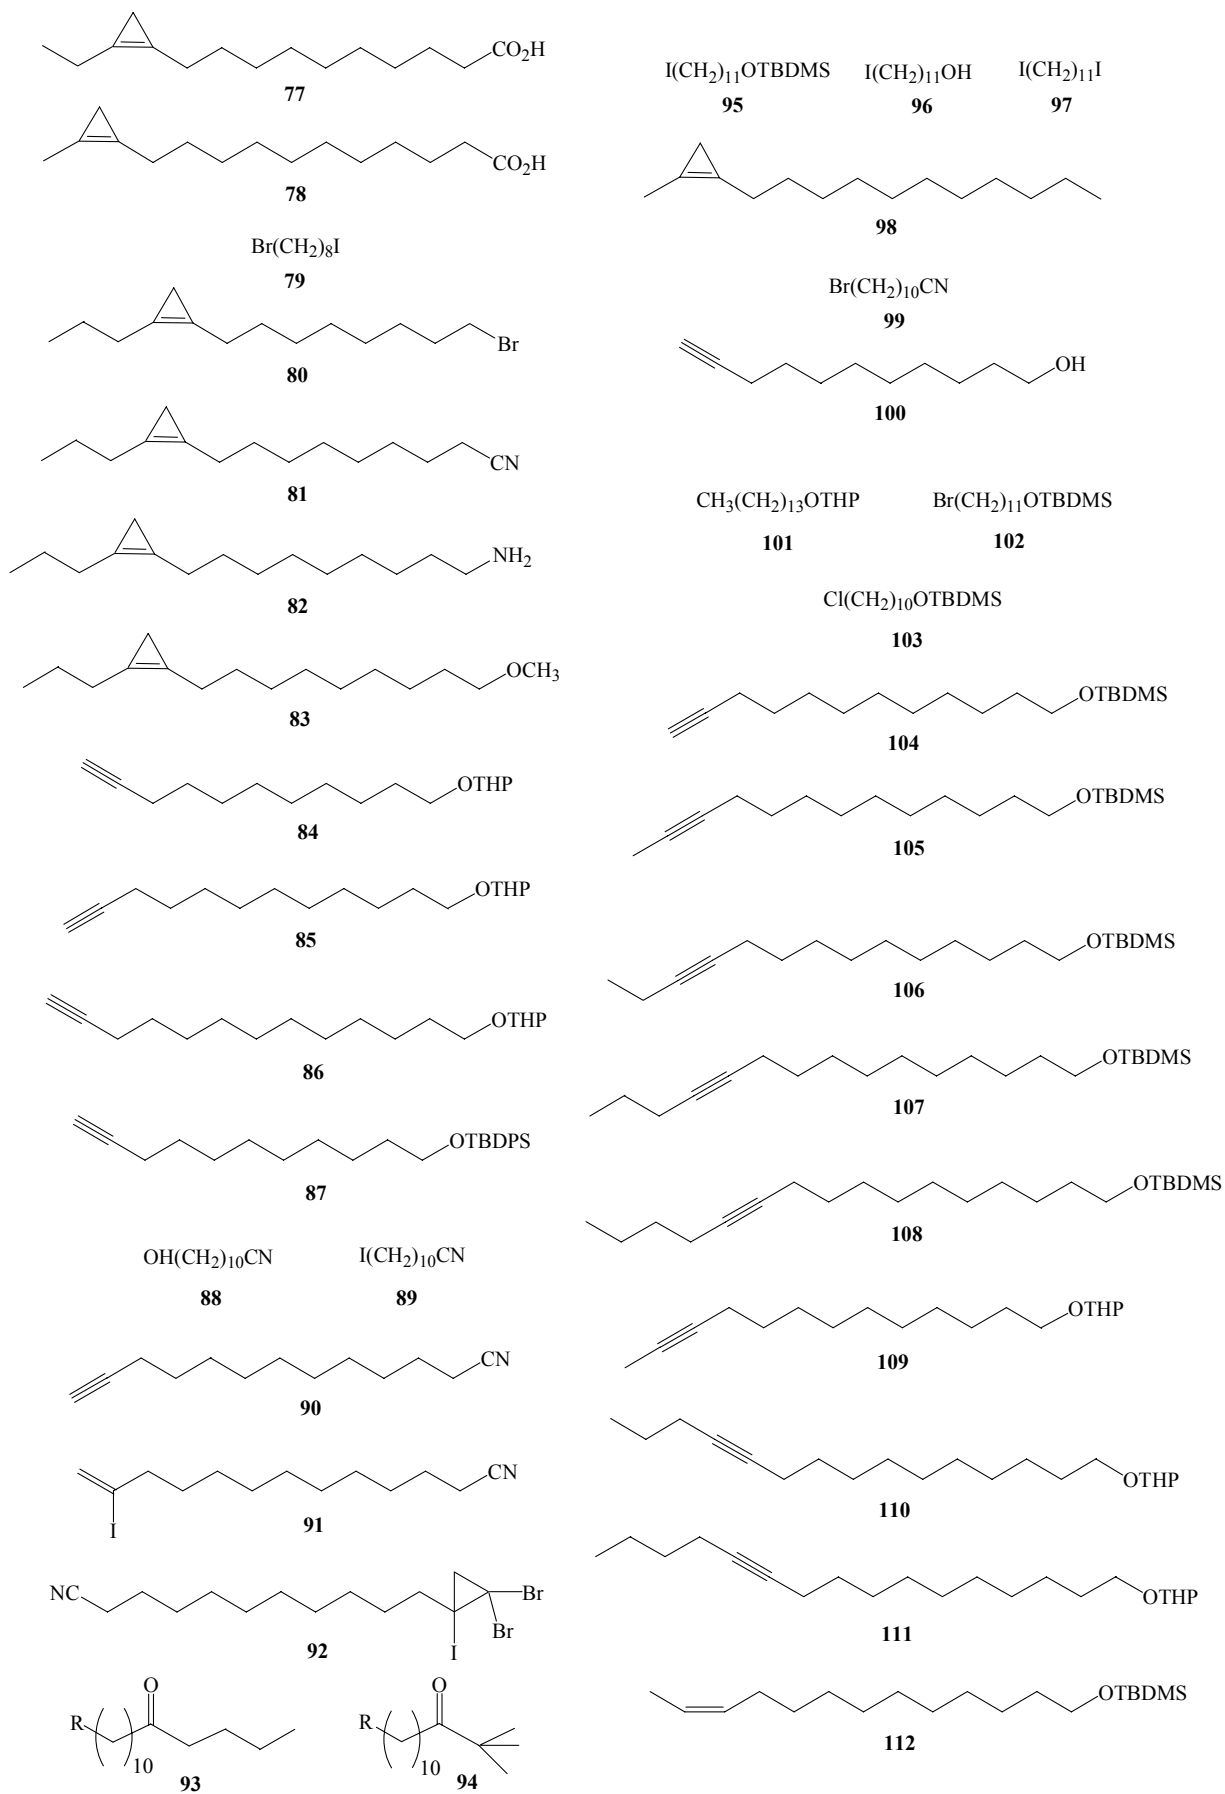 CO2H
77
CO2H
78
Br(CH2)8I
79
Br
80
CN
81
NH2
82
OCH3
83
OTHP
84
OTHP
85
OTHP
86
OTBDPS
87
OH(CH2)10CN
88
I(CH2)10CN
89
CN
90
CN
I
91
NC
Br
Br
I
92
O
R
10
93
O
R
10
94
I(CH2)11OTBDMS
95
I(CH2)11OH
96
I(CH2)11I
97
98
Br(CH2)10CN
99
OH
100
CH3(CH2)13OTHP
101
Br(CH2)11OTBDMS
102
Cl(CH2)10OTBDMS
103
OTBDMS
104
OTBDMS
105
OTBDMS
106
OTBDMS
107
OTBDMS
108
OTHP
109
OTHP
110
OTHP
111
OTBDMS
112